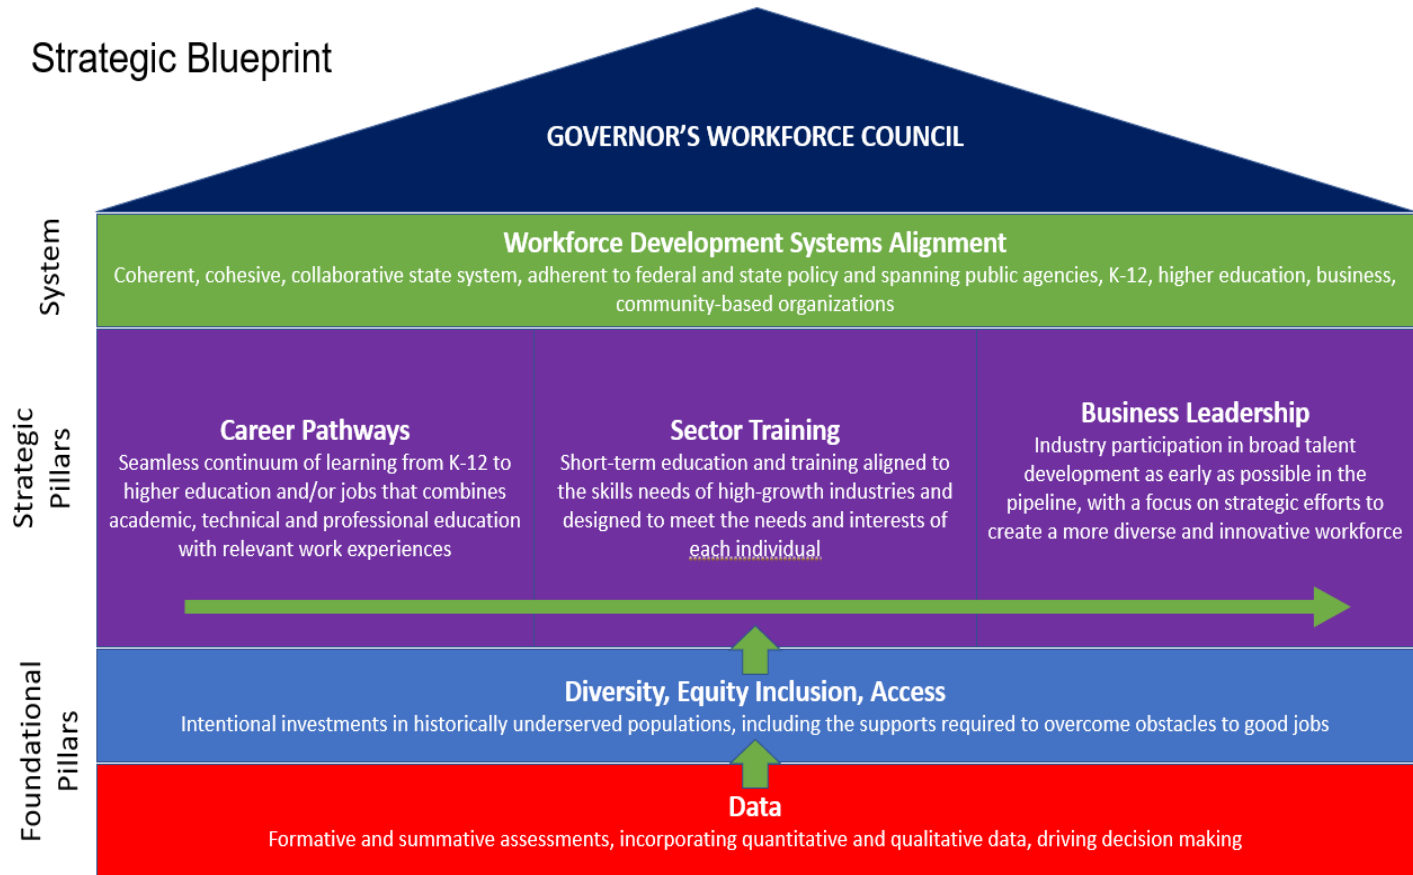 Strategic Blueprint
GOVERNOR'S WORKFORCE COUNCIL
System
Workforce Development Systems Alignment
Coherent, cohesive, collaborative state system, adherent to federal and state policy and spanning public agencies, K-12, higher education, business,
community-based organizations
Strategic
Pillars
Career Pathways
Seamless continuum of learning from K-12 to
higher education and/or jobs that combines
academic, technical and professional education
with relevant work experiences
Sector Training
Short-term education and training aligned to
the skills needs of high-growth industries and
designed to meet the needs and interests of
each individual
Business Leadership
Industry participation in broad talent
development as early as possible in the
pipeline, with a focus on strategic efforts to
create a more diverse and innovative workforce
Foundational
Pillars
Diversity, Equity Inclusion, Access
Intentional investments in historically underserved populations, including the supports required to overcome obstacles to good jobs
Data
Formative and summative assessments, incorporating quantitative and qualitative data, driving decision making